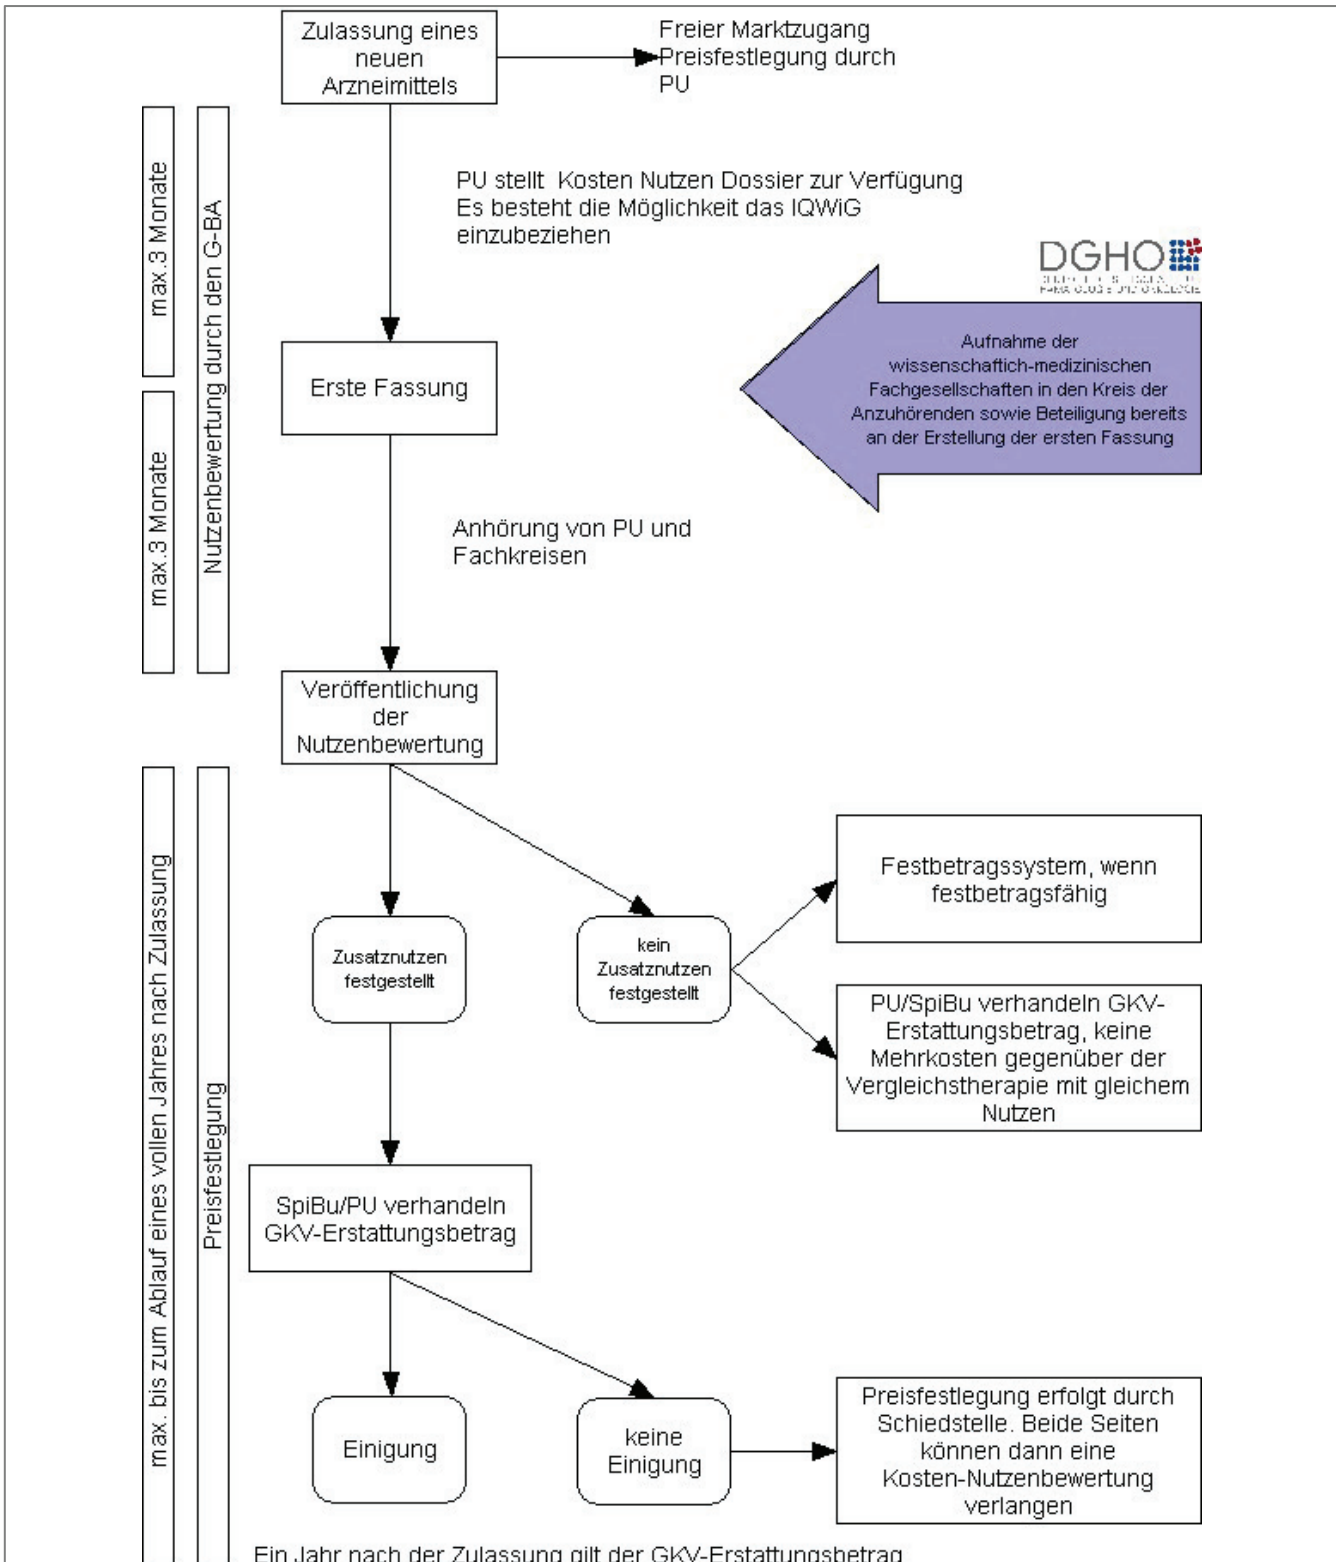 Zulassung eines
neuen
Arzneimittels
Freier Marktzugang
Preisfestlegung durch
PU
max.3 Monate
Nutzenbewertung durch den G-BA
PU stellt Kosten Nutzen Dossier zur Verfügung
Es besteht die Möglichkeit das IQWiG
einzubeziehen
DGHO
Aufnahme der
wissenschaftich-medizinischen
Fachgesellschaften in den Kreis der
Anzuhörenden sowie Beteiligung bereits
an der Erstellung der ersten Fassung
Erste Fassung
max.3 Monate
Anhörung von PU und
Fachkreisen
Veröffentlichung
der
Nutzenbewertung
max. bis zum Ablauf eines vollen Jahres nach Zulassung
Preisfestlegung
Zusatznutzen
festgestellt
kein
Zusatznutzen
festgestellt
Festbetragssystem, wenn
festbetragsfähig
PU/SpiBu verhandeln GKV-
Erstattungsbetrag, keine
Mehrkosten gegenüber der
Vergleichstherapie mit gleichem
Nutzen
SpiBu/PU verhandeln
GKV-Erstattungsbetrag
Einigung
keine
Einigung
Preisfestlegung erfolgt durch
Schiedstelle. Beide Seiten
können dann eine
Kosten-Nutzenbewertung
verlangen
Ein Jahr nach der Zulassung gilt der GKV-Erstattungsbetrag